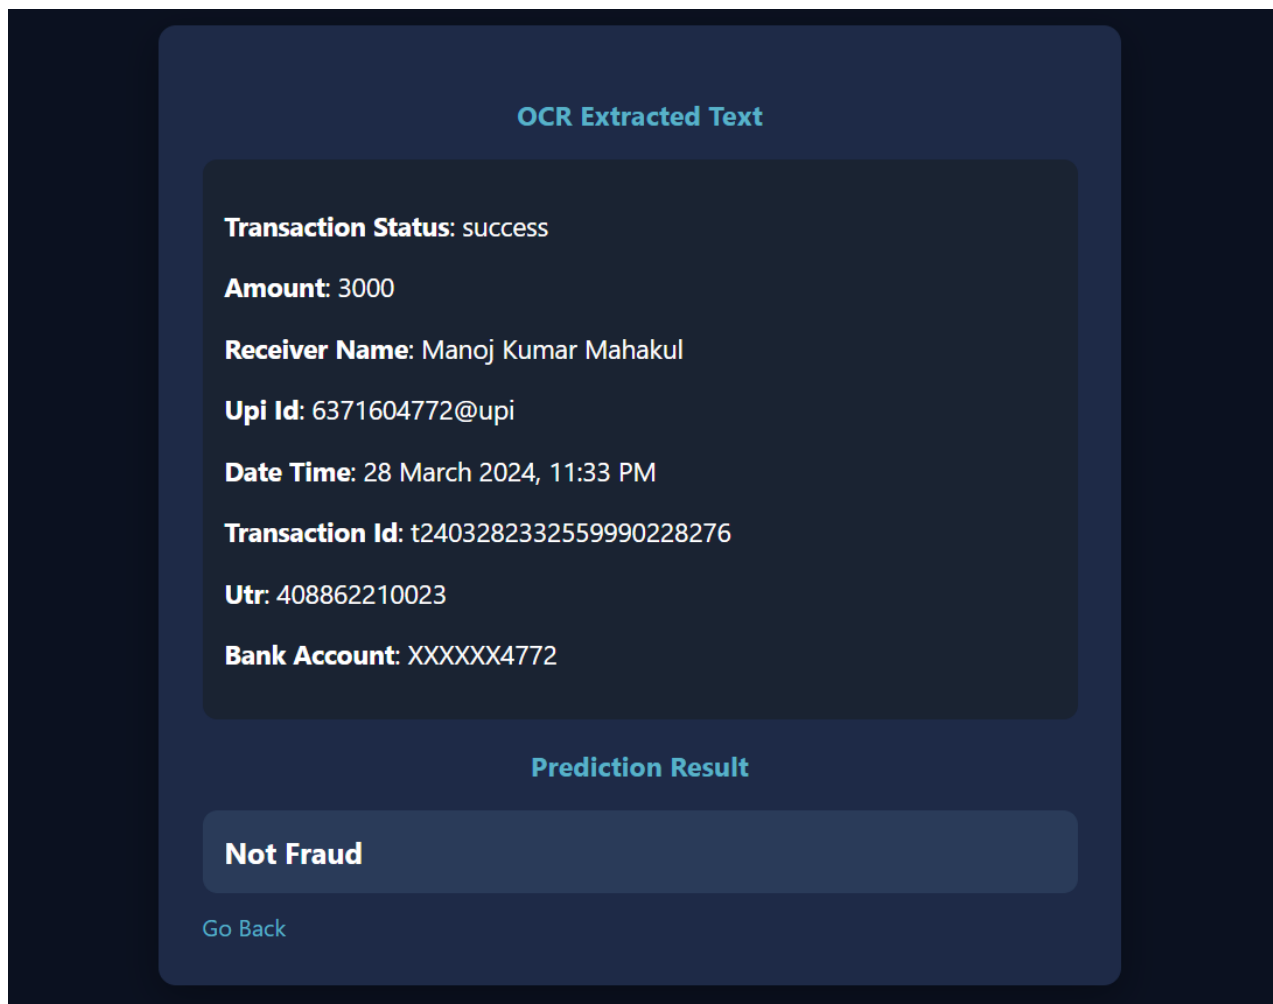 OCR Extracted Text
Transaction Status: success
Amount: 3000
Receiver Name: Manoj Kumar Mahakul
Upi Id: 6371604772@upi
Date Time: 28 March 2024, 11:33 PM
Transaction Id: t2403282332559990228276
Utr: 408862210023
Bank Account: XXXXXX4772
Prediction Result
Not Fraud
Go Back